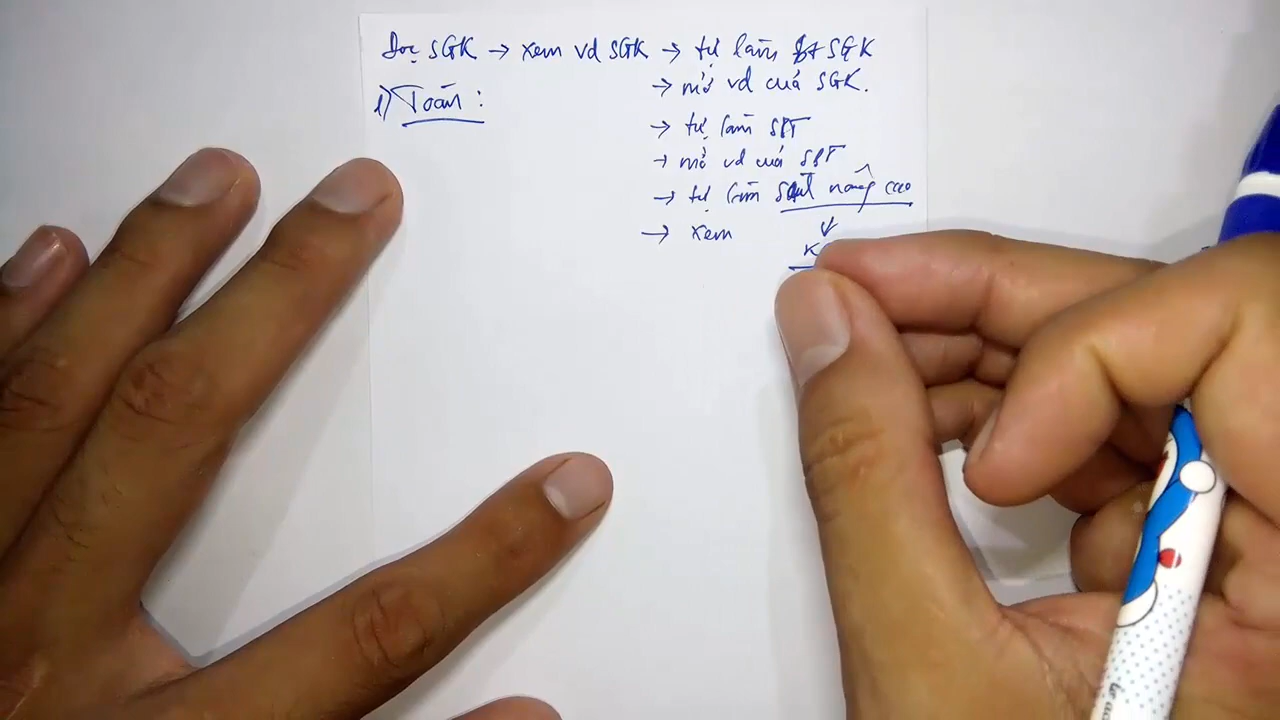 Đọc SGK → xem vd SGK → tự làm bt SGK
1) Toán :
→ mở vd của SGK.
→ tự làm SBT
→ mở vd của SBT
→ tự làm nâng cao
→ xem